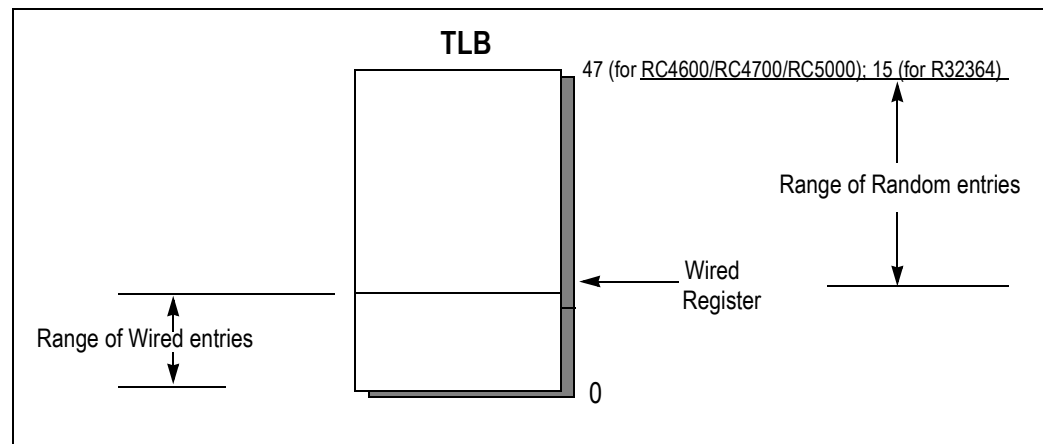 TLB
47 (for RC4600/RC4700/RC5000); 15 (for R32364)
Range of Random entries
Wired
Register
Range of Wired entries
0